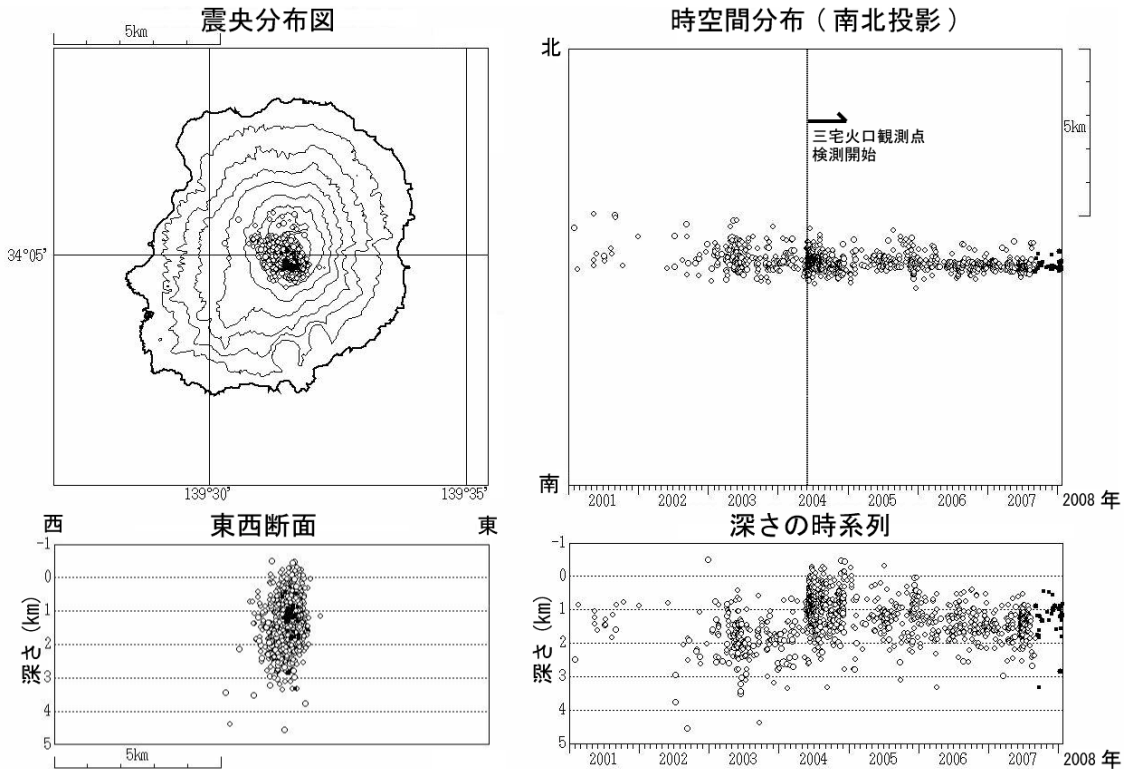 震央分布図
5km
34°05'
139°30'
139°35'
時空間分布(南北投影)
北
南
三宅火口観測点
検測開始
5km
2001 2002 2003 2004 2005 2006 2007 2008 年
西 東西断面 東
深さ(km)
-1
0
1
2
3
4
5
5km
深さの時系列
深さ(km)
-1
0
1
2
3
4
5
2001 2002 2003 2004 2005 2006 2007 2008 年